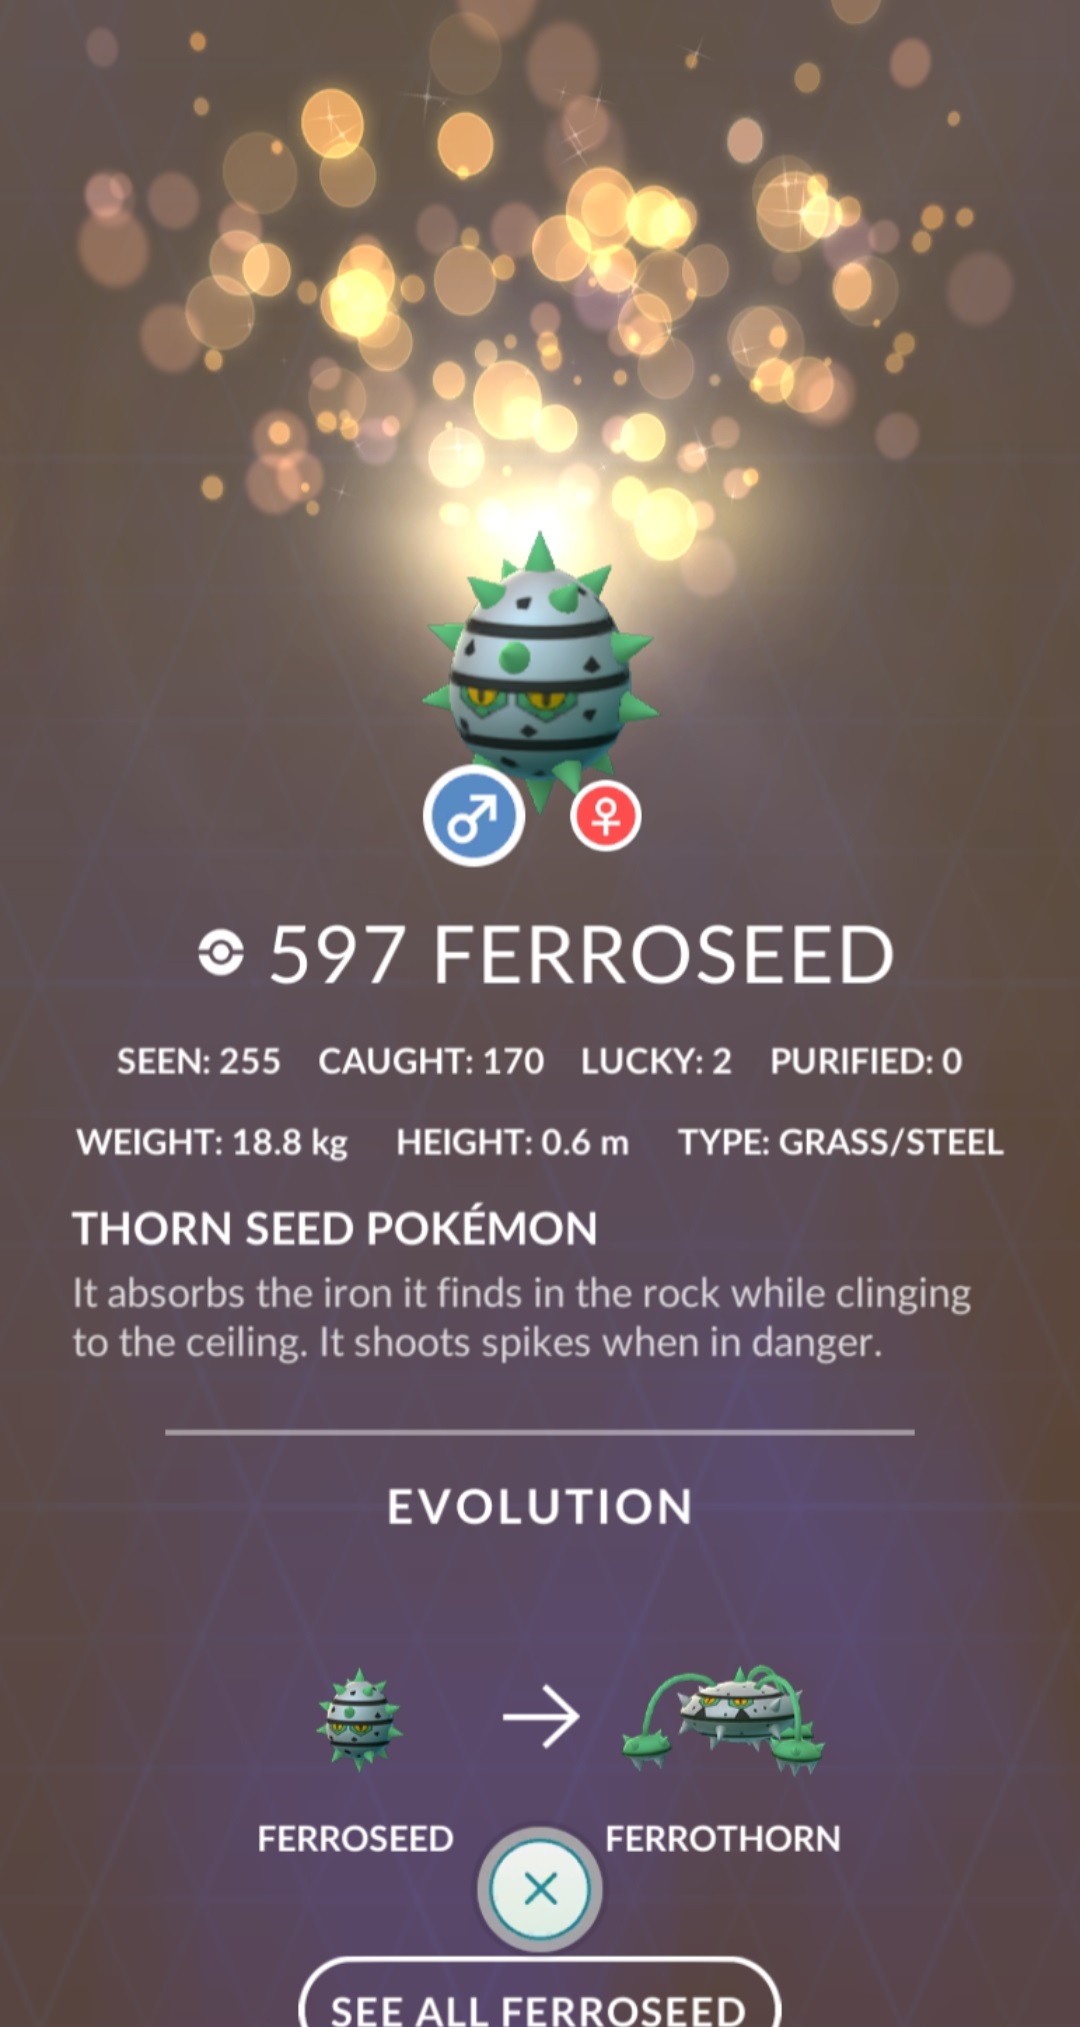 597 FERROSEED
SEEN: 255 CAUGHT: 170 LUCKY: 2 PURIFIED: 0
WEIGHT: 18.8 kg HEIGHT: 0.6 m TYPE: GRASS/STEEL
THORN SEED POKÉMON
It absorbs the iron it finds in the rock while clinging
to the ceiling. It shoots spikes when in danger.
EVOLUTION
FERROSEED FERROTHORN
SEE ALL FERROSEED